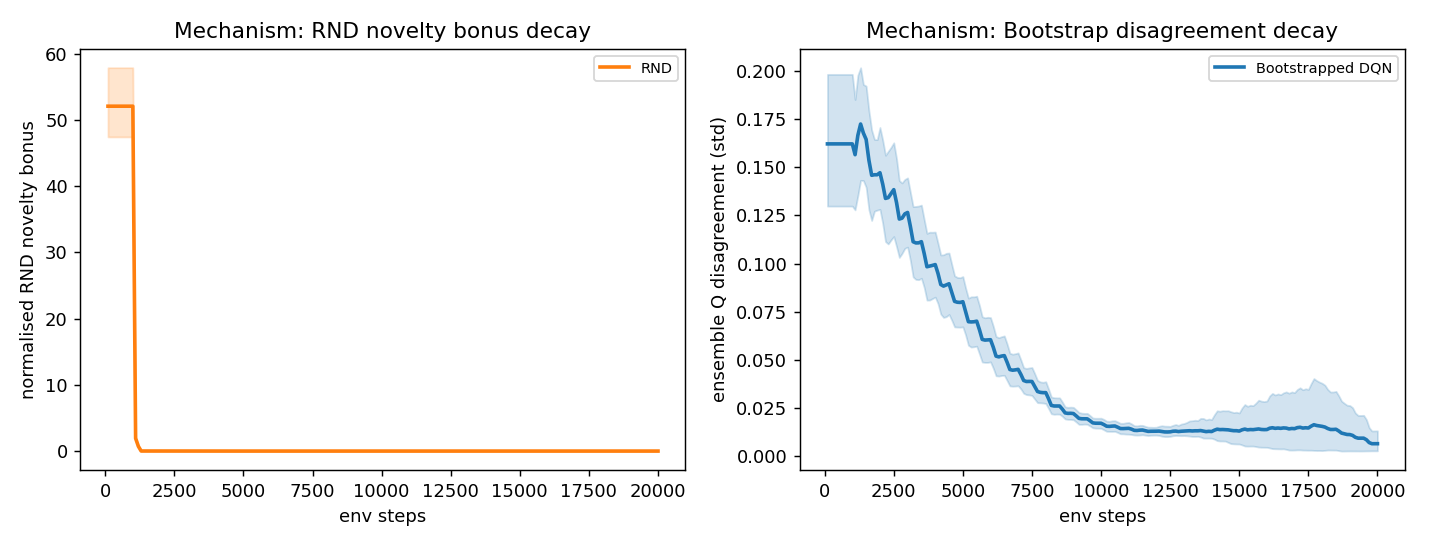 Mechanism: RND novelty bonus decay
RND
normalised RND novelty bonus
60
50
40
30
20
10
0
0 2500 5000 7500 10000 12500 15000 17500 20000
env steps
Mechanism: Bootstrap disagreement decay
Bootstrapped DQN
ensemble Q disagreement (std)
0.200
0.175
0.150
0.125
0.100
0.075
0.050
0.025
0.000
0 2500 5000 7500 10000 12500 15000 17500 20000
env steps